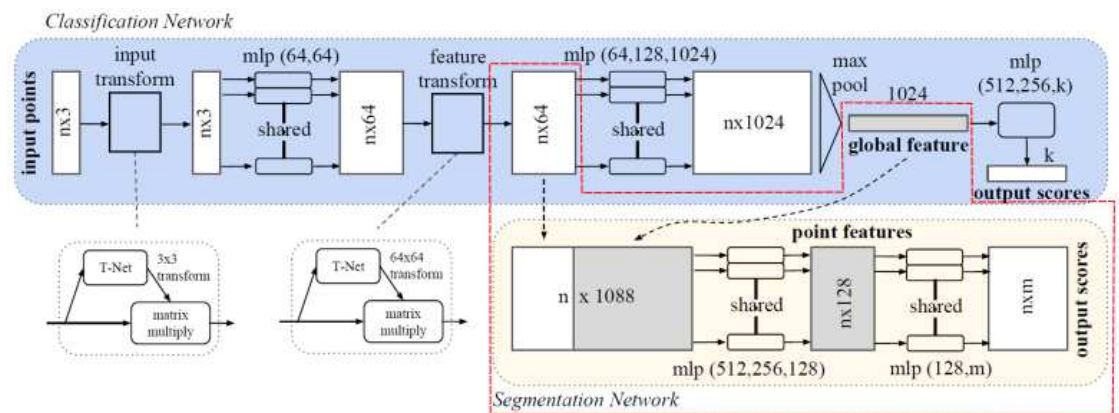 Classification Network
input points
nx3
input
transform
nx3
mlp (64,64)
shared
nx64
feature
transform
nx64
mlp (64,128,1024)
shared
nx1024
max
pool
1024
global feature
mlp
(512,256,k)
k
output scores
T-Net
3x3
transform
matrix
multiply
T-Net
64x64
transform
matrix
multiply
point features
n x 1088
shared
mlp (512,256,128)
nx128
shared
mlp (128,m)
nxm
output scores
Segmentation Network